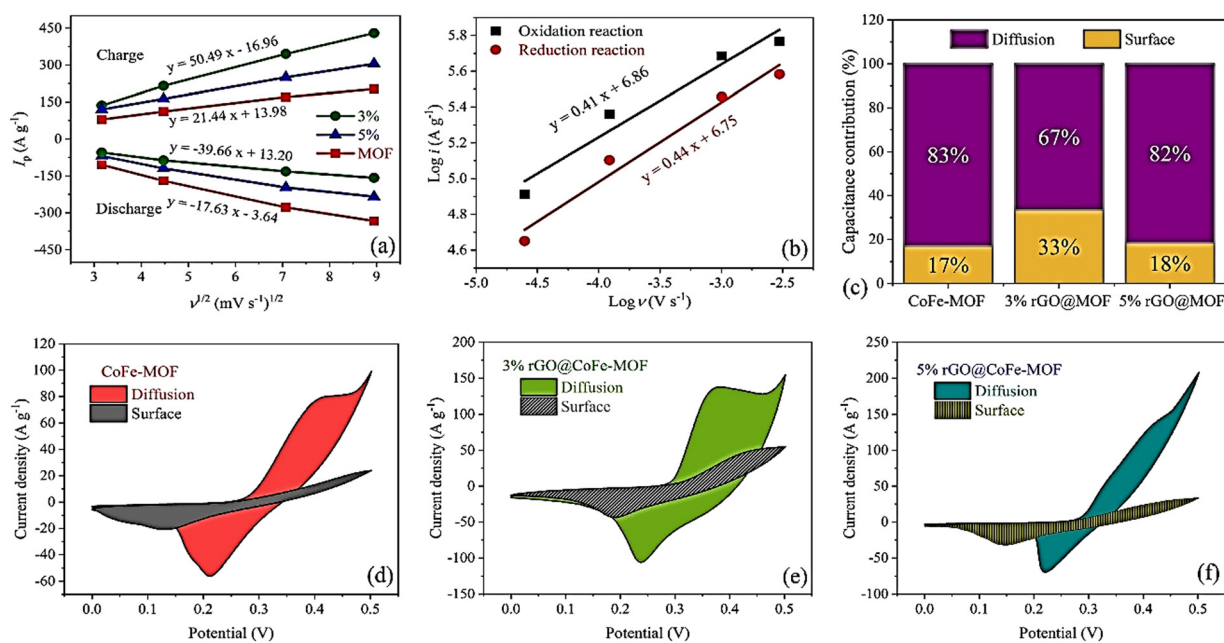 450
300
150
0
-150
-300
-450
I_p (A g⁻¹)
Charge
y = 50.49 x - 16.96
y = 21.44 x + 13.98
3%
5%
MOF
y = -39.66 x + 13.20
Discharge
y = -17.63 x - 3.64
(a)
3 4 5 6 7 8 9
ν^1/2 (mV s⁻¹)^1/2
5.8
5.6
5.4
5.2
5.0
4.8
4.6
Log i (A g⁻¹)
Oxidation reaction
Reduction reaction
y = 0.41 x + 6.86
y = 0.44 x + 6.75
(b)
-5.0 -4.5 -4.0 -3.5 -3.0 -2.5 -2.0
Log ν (V s⁻¹)
120
100
80
60
40
20
0
Capacitance contribution (%)
Diffusion Surface
83% 67% 82%
17% 33% 18%
(c)
CoFe-MOF 3% rGO@MOF 5% rGO@MOF
120
100
80
60
40
20
0
-20
-40
-60
Current density (A g⁻¹)
CoFe-MOF
Diffusion
Surface
(d)
0.0 0.1 0.2 0.3 0.4 0.5
Potential (V)
200
150
100
50
0
-50
-100
-150
Current density (A g⁻¹)
3% rGO@CoFe-MOF
Diffusion
Surface
(e)
0.0 0.1 0.2 0.3 0.4 0.5
Potential (V)
250
200
150
100
50
0
-50
-100
Current density (A g⁻¹)
5% rGO@CoFe-MOF
Diffusion
Surface
(f)
0.0 0.1 0.2 0.3 0.4 0.5
Potential (V)